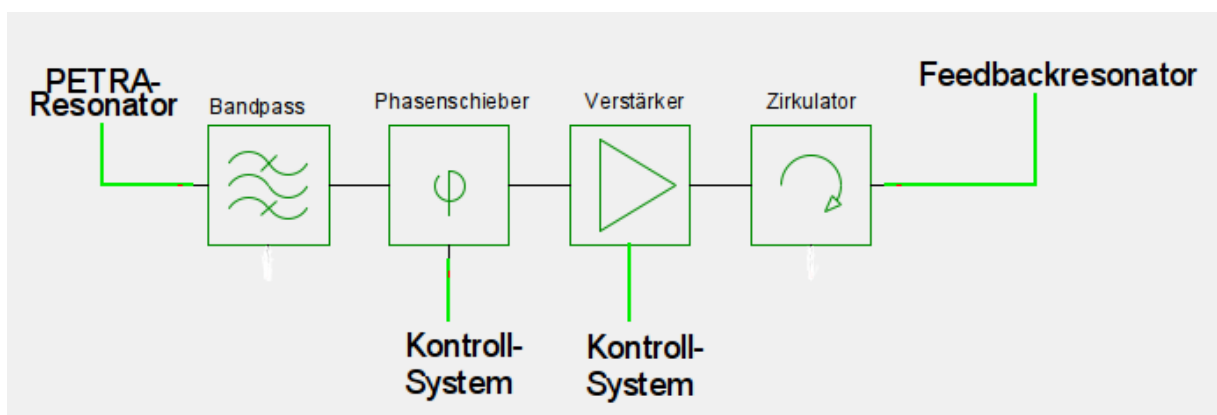 PETRA-
Resonator
Bandpass
Phasenschieber
Verstärker
Zirkulator
Feedbackresonator
φ
Kontroll-
System
Kontroll-
System